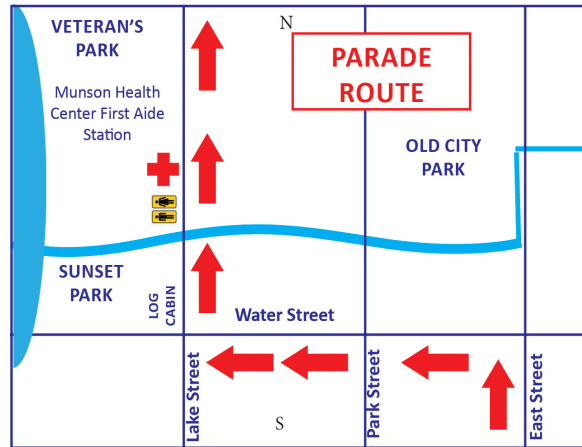 VETERAN'S
PARK
N
PARADE
ROUTE
Munson Health
Center First Aide
Station
OLD CITY
PARK
SUNSET
PARK
LOG
CABIN
Water Street
Lake Street
Park Street
East Street
S